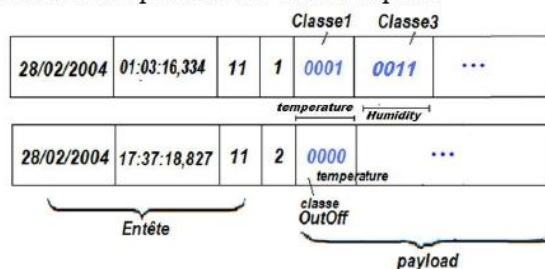 Classe1 Classe3
28/02/2004 01:03:16,334 11 1 0001 0011 ...
temperature Humidity
28/02/2004 17:37:18,827 11 2 0000 ...
temperature
classe
OutOff
Entête
payload